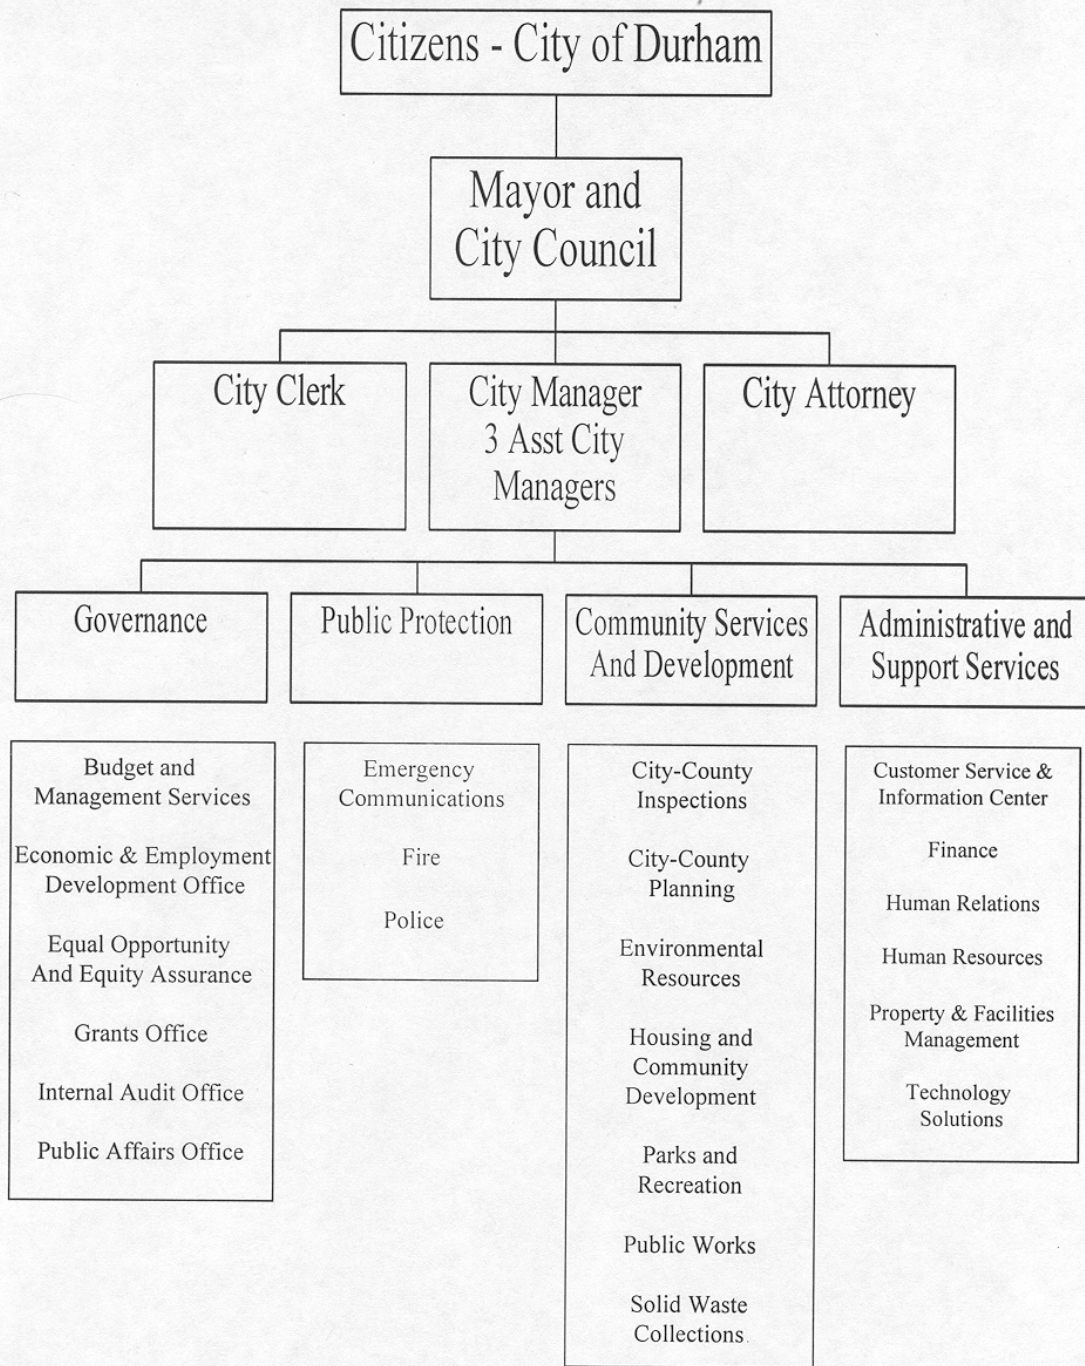 Citizens - City of Durham
Mayor and
City Council
City Clerk
City Manager
3 Asst City
Managers
City Attorney
Governance
Public Protection
Community Services
And Development
Administrative and
Support Services
Budget and
Management Services
Economic & Employment
Development Office
Equal Opportunity
And Equity Assurance
Grants Office
Internal Audit Office
Public Affairs Office
Emergency
Communications
Fire
Police
City-County
Inspections
City-County
Planning
Environmental
Resources
Housing and
Community
Development
Parks and
Recreation
Public Works
Solid Waste
Collections
Customer Service &
Information Center
Finance
Human Relations
Human Resources
Property & Facilities
Management
Technology
Solutions